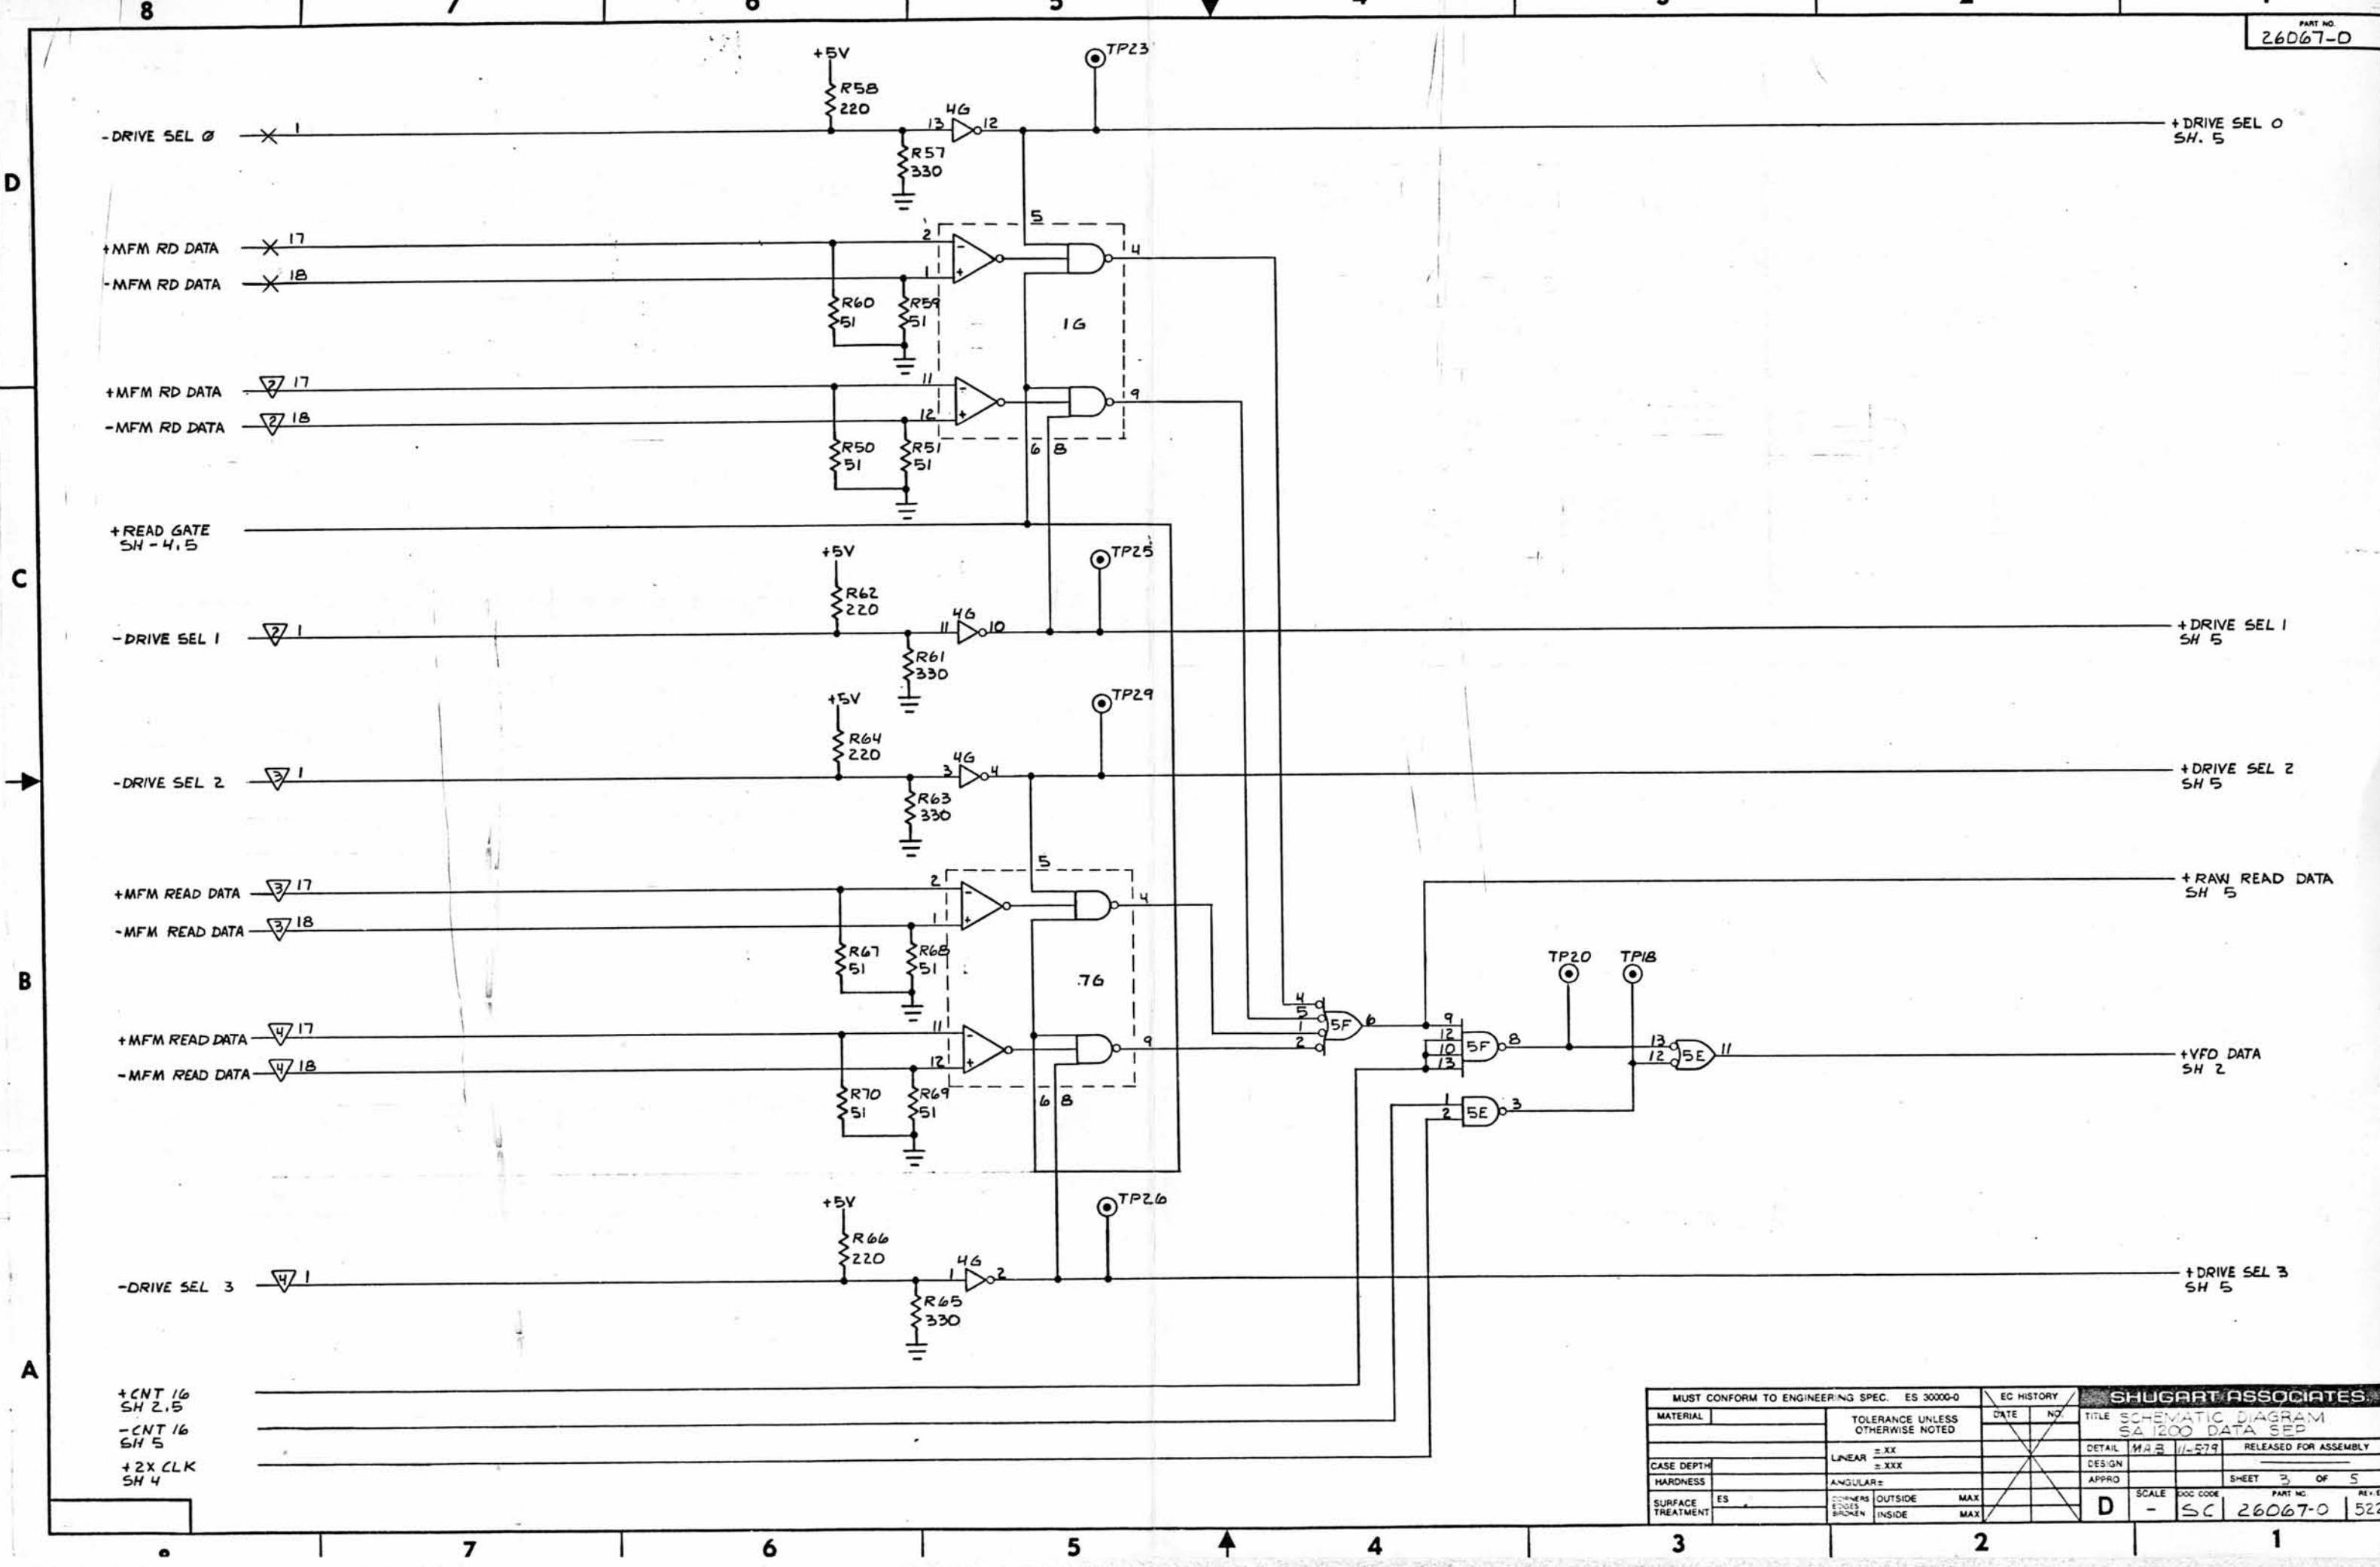 8 7 6 5 4 3 2 1
PART NO.
26067-0
+5V
R58
220
TP23
-DRIVE SEL Ø 1
13 4G 12
+DRIVE SEL 0
SH. 5
R57
330
D
5
+MFM RD DATA 17
2 - 4
-MFM RD DATA 18
1 +
R60
51
R59
51
1G
+MFM RD DATA 2 17
11 - 9
-MFM RD DATA 2 18
12 +
R50
51
R51
51
6 8
+READ GATE
SH-4,5
+5V
TP25
C
R62
220
-DRIVE SEL 1 2 1
11 4G 10
+DRIVE SEL 1
SH 5
R61
330
+5V
TP29
R64
220
-DRIVE SEL 2 3 1
3 4G 4
+DRIVE SEL 2
SH 5
R63
330
5
+MFM READ DATA 3 17
2 - 4
+RAW READ DATA
SH 5
-MFM READ DATA 3 18
1 +
R67
51
R68
51
7G
TP20 TP18
B
+MFM READ DATA 4 17
11 - 9
-MFM READ DATA 4 18
12 +
4
5
1
2
5F 6
9
12
10
13
5F 8
13
12
5E 11
+VFO DATA
SH 2
R70
51
R69
51
6 8
1
2
5E 3
+5V
TP26
R66
220
-DRIVE SEL 3 4 1
1 4G 2
+DRIVE SEL 3
SH 5
R65
330
A
+CNT 16
SH 2,5
-CNT 16
SH 5
+2X CLK
SH 4
MUST CONFORM TO ENGINEERING SPEC. ES 30000-0
EC HISTORY
SHUGART ASSOCIATES
MATERIAL
TOLERANCE UNLESS
OTHERWISE NOTED
DATE NO.
TITLE SCHEMATIC DIAGRAM
SA 1200 DATA SEP
LINEAR ±.XX
±.XXX
DETAIL MAB 11-5-79 RELEASED FOR ASSEMBLY
CASE DEPTH
DESIGN
HARDNESS
ANGULAR±
APPRO
SHEET 3 OF 5
SURFACE
TREATMENT
ES
CORNERS
EDGES
BROKEN
OUTSIDE MAX
INSIDE MAX
D
SCALE
-
DOC CODE
SC
PART NO.
26067-0
522
7 6 5 4 3 2 1